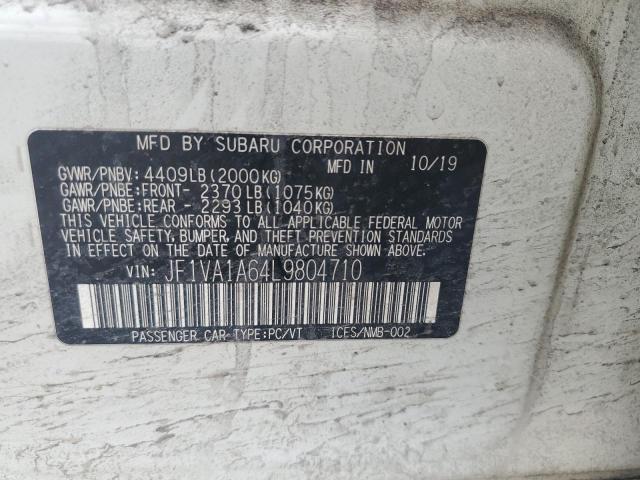 MFD BY SUBARU CORPORATION
MFD IN 10/19
GVWR/PNBV: 4409LB(2000KG)
GAWR/PNBE:FRONT- 2370LB(1075KG)
GAWR/PNBE:REAR - 2293LB(1040KG)
THIS VEHICLE CONFORMS TO ALL APPLICABLE FEDERAL MOTOR
VEHICLE SAFETY, BUMPER, AND THEFT PREVENTION STANDARDS
IN EFFECT ON THE DATE OF MANUFACTURE SHOWN ABOVE.
VIN: JF1VA1A64L9804710
PASSENGER CAR TYPE:PC/VT ICES/NMB-002